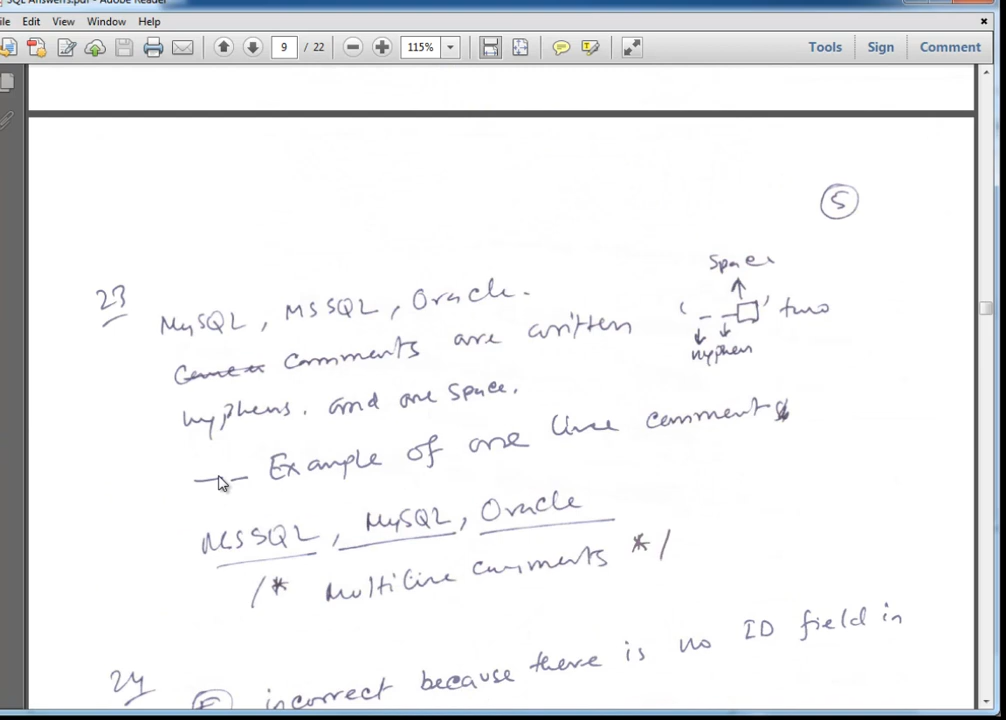 SQL Answers.pdf - Adobe Reader
File Edit View Window Help
9 / 22 115% Tools Sign Comment
5
Space
23 MySQL, MSSQL, Oracle.
comments are written ' - - ' two
hyphen
hyphens. and one space.
-- Example of one line comment
MSSQL, MySQL, Oracle
/* Multiline comments */
24 incorrect because there is no ID field in